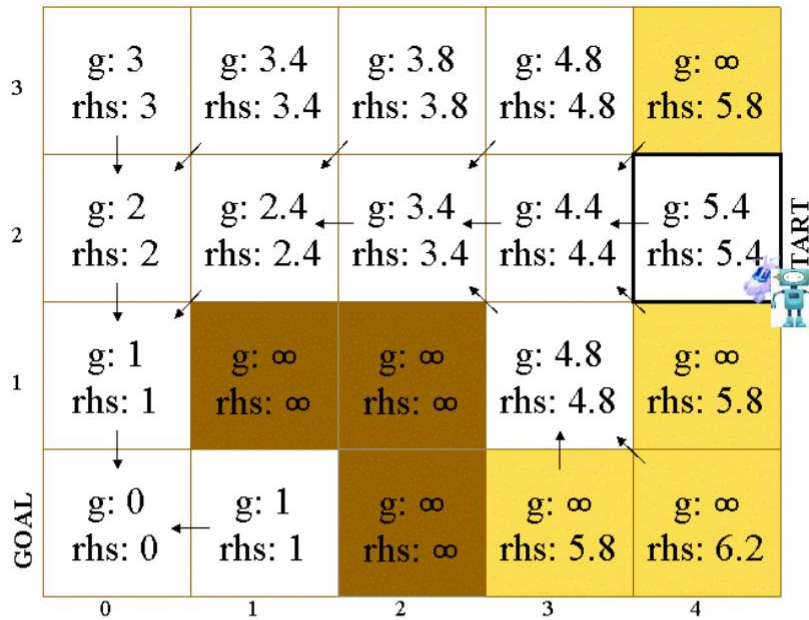 3
g: 3
rhs: 3
g: 3.4
rhs: 3.4
g: 3.8
rhs: 3.8
g: 4.8
rhs: 4.8
g: ∞
rhs: 5.8
2
g: 2
rhs: 2
g: 2.4
rhs: 2.4
g: 3.4
rhs: 3.4
g: 4.4
rhs: 4.4
g: 5.4
rhs: 5.4
TART
1
g: 1
rhs: 1
g: ∞
rhs: ∞
g: ∞
rhs: ∞
g: 4.8
rhs: 4.8
g: ∞
rhs: 5.8
GOAL
g: 0
rhs: 0
g: 1
rhs: 1
g: ∞
rhs: ∞
g: ∞
rhs: 5.8
g: ∞
rhs: 6.2
0 1 2 3 4